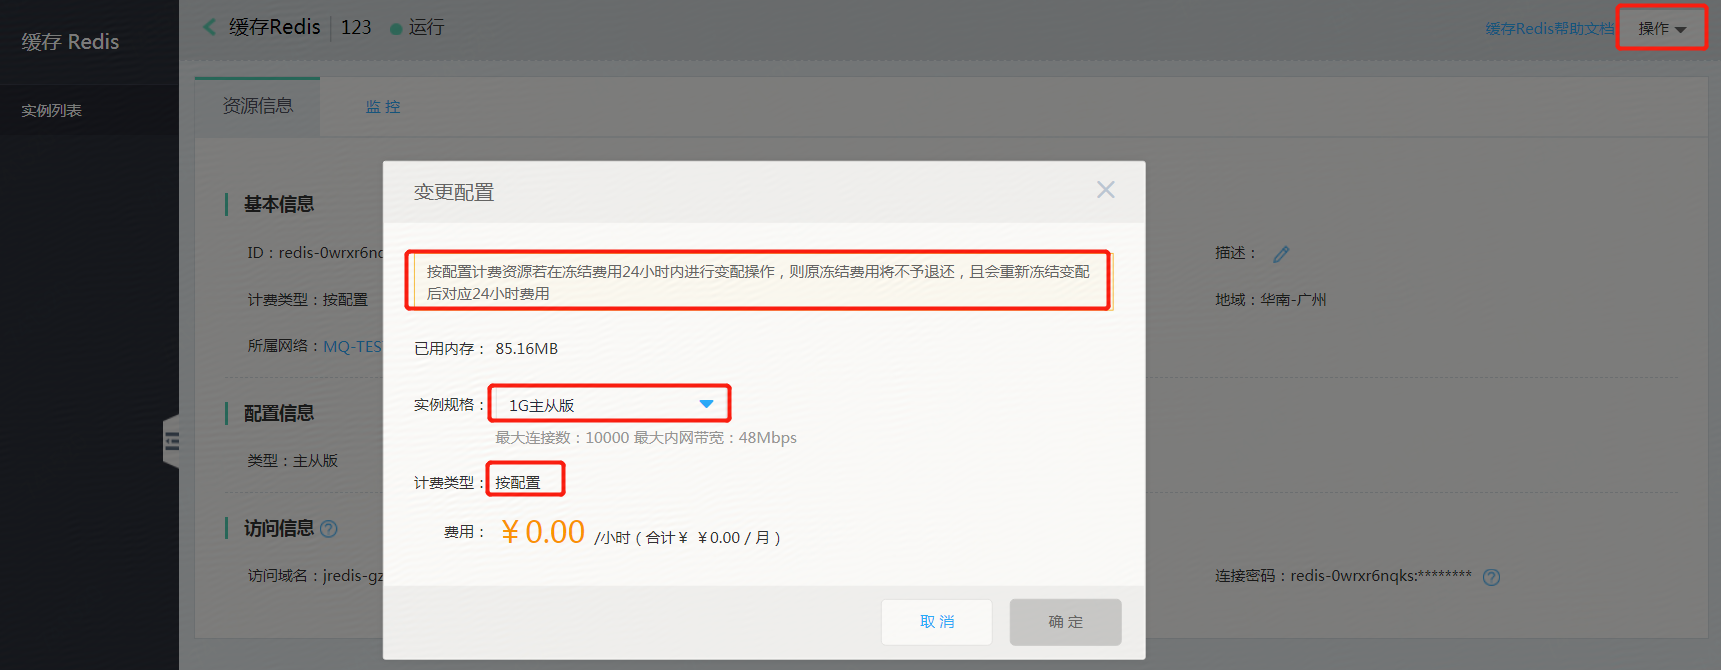 缓存 Redis
实例列表
缓存Redis 123 运行
缓存Redis帮助文档
操作
资源信息
监 控
基本信息
ID：redis-0wrxr6nq
计费类型：按配置
所属网络：MQ-TES
描述：
地域：华南-广州
配置信息
类型：主从版
访问信息
访问域名：jredis-gz
连接密码：redis-0wrxr6nqks:********
变更配置
按配置计费资源若在冻结费用24小时内进行变配操作，则原冻结费用将不予退还，且会重新冻结变配
后对应24小时费用
已用内存： 85.16MB
实例规格： 1G主从版
最大连接数：10000 最大内网带宽：48Mbps
计费类型： 按配置
费用： ￥0.00 /小时 ( 合计￥ ￥0.00 / 月 )
取 消
确 定